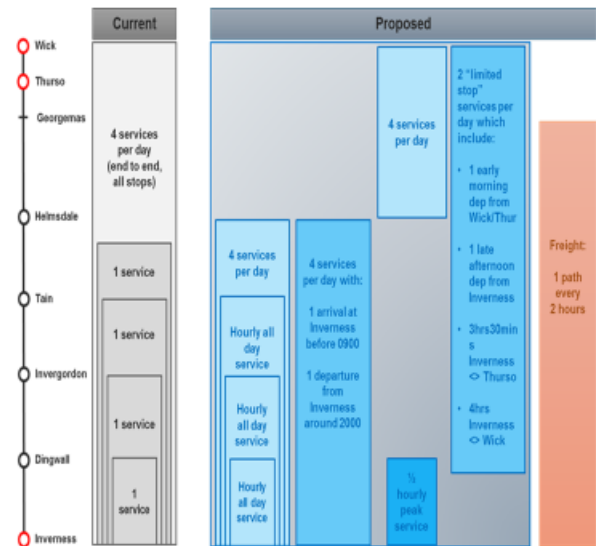 Current
Proposed
Wick
Thurso
Georgemas
Helmsdale
Tain
Invergordon
Dingwall
Inverness
4 services
per day
(end to end,
all stops)
1 service
1 service
1 service
1
service
4 services
per day
Hourly all
day
service
Hourly all
day service
Hourly all
day service
4 services
per day with:
1 arrival at
Inverness
before 0900
1 departure
from
Inverness
around 2000
4 services
per day
½
hourly
peak
service
2 "limited
stop"
services per
day which
include:
• 1 early
morning
dep from
Wick/Thur
• 1 late
afternoon
dep from
Inverness
• 3hrs30min
s
Inverness
<> Thurso
• 4hrs
Inverness
<> Wick
Freight:
1 path
every
2 hours